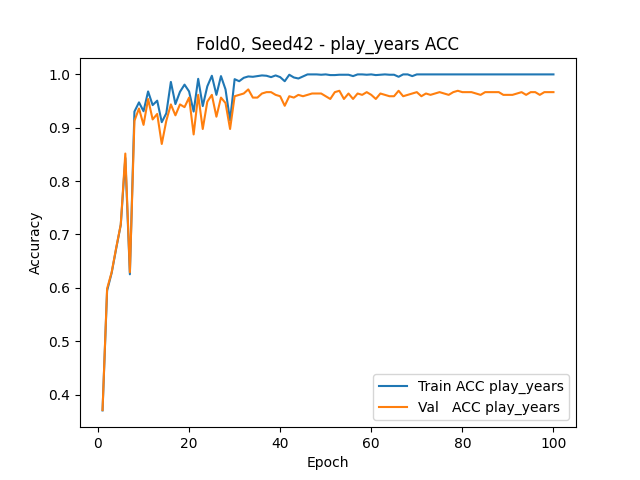 Fold0, Seed42 - play_years ACC
1.0
0.9
0.8
0.7
0.6
0.5
0.4
Accuracy
0
20
40
60
80
100
Epoch
Train ACC play_years
Val   ACC play_years